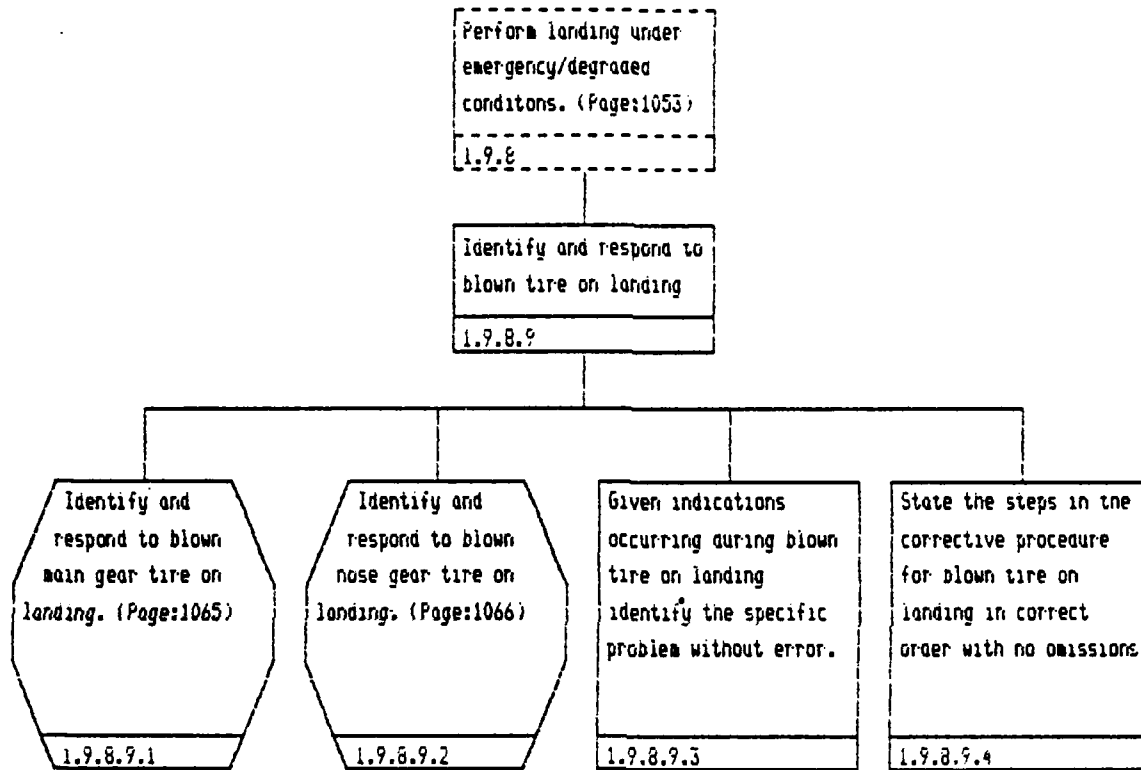 Perform landing under
emergency/degraded
conditons. (Page:1053)
1.9.8
Identify and respond to
blown tire on landing
1.9.8.9
Identify and
respond to blown
main gear tire on
landing. (Page:1065)
1.9.8.9.1
Identify and
respond to blown
nose gear tire on
landing. (Page:1066)
1.9.8.9.2
Given indications
occurring during blown
tire on landing
identify the specific
problem without error.
1.9.8.9.3
State the steps in the
corrective procedure
for blown tire on
landing in correct
order with no omissions
1.9.8.9.4